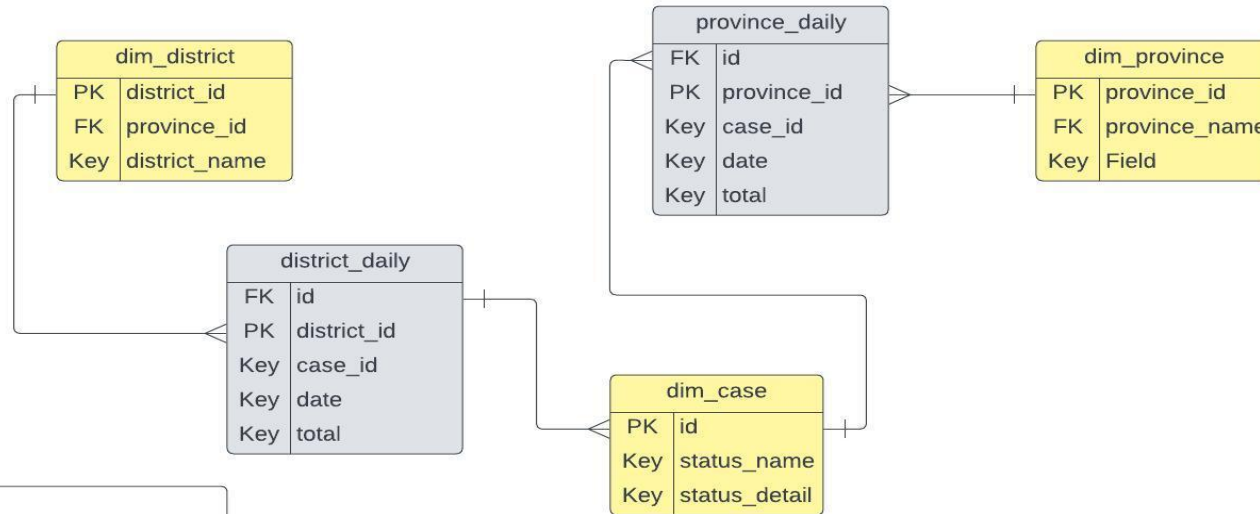 dim_district
PK district_id
FK province_id
Key district_name
province_daily
FK id
PK province_id
Key case_id
Key date
Key total
dim_province
PK province_id
FK province_name
Key Field
district_daily
FK id
PK district_id
Key case_id
Key date
Key total
dim_case
PK id
Key status_name
Key status_detail